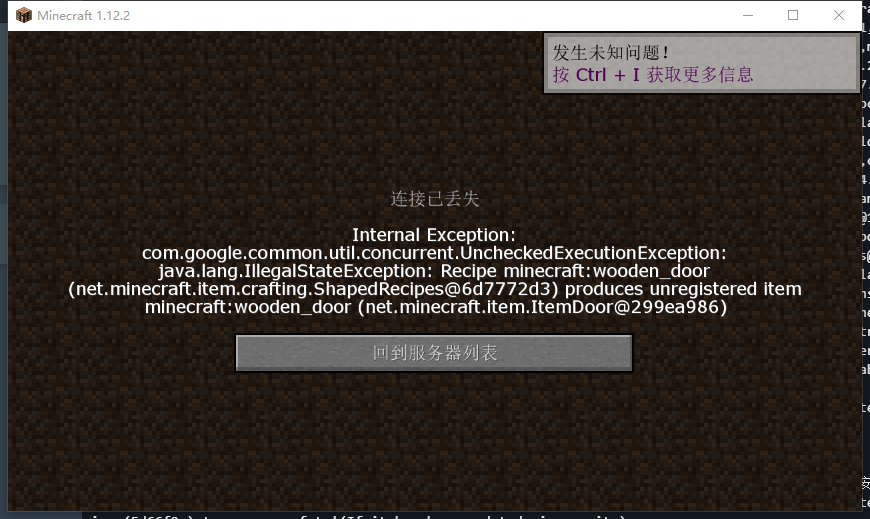 Minecraft 1.12.2
发生未知问题！
按 Ctrl + I 获取更多信息
连接已丢失
Internal Exception:
com.google.common.util.concurrent.UncheckedExecutionException:
java.lang.IllegalStateException: Recipe minecraft:wooden_door
(net.minecraft.item.crafting.ShapedRecipes@6d7772d3) produces unregistered item
minecraft:wooden_door (net.minecraft.item.ItemDoor@299ea986)
回到服务器列表